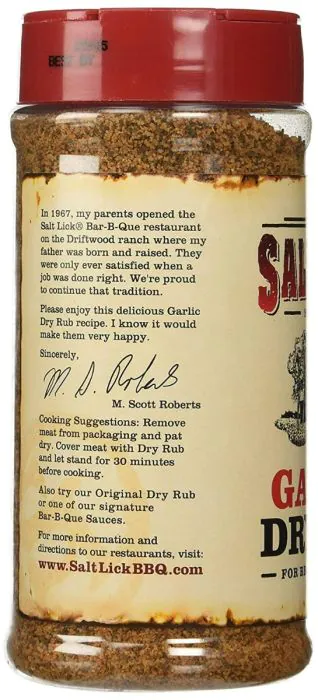 BEST BY
In 1967, my parents opened the
Salt Lick® Bar-B-Que restaurant
on the Driftwood ranch where my
father was born and raised. They
were only ever satisfied when a
job was done right. We're proud
to continue that tradition.
Please enjoy this delicious Garlic
Dry Rub recipe. I know it would
make them very happy.
Sincerely,
M. S. Roberts
M. Scott Roberts
Cooking Suggestions: Remove
meat from packaging and pat
dry. Cover meat with Dry Rub
and let stand for 30 minutes
before cooking.
Also try our Original Dry Rub
or one of our signature
Bar-B-Que Sauces.
For more information and
directions to our restaurants, visit:
www.SaltLickBBQ.com
SAL
GA
DR
FOR RE